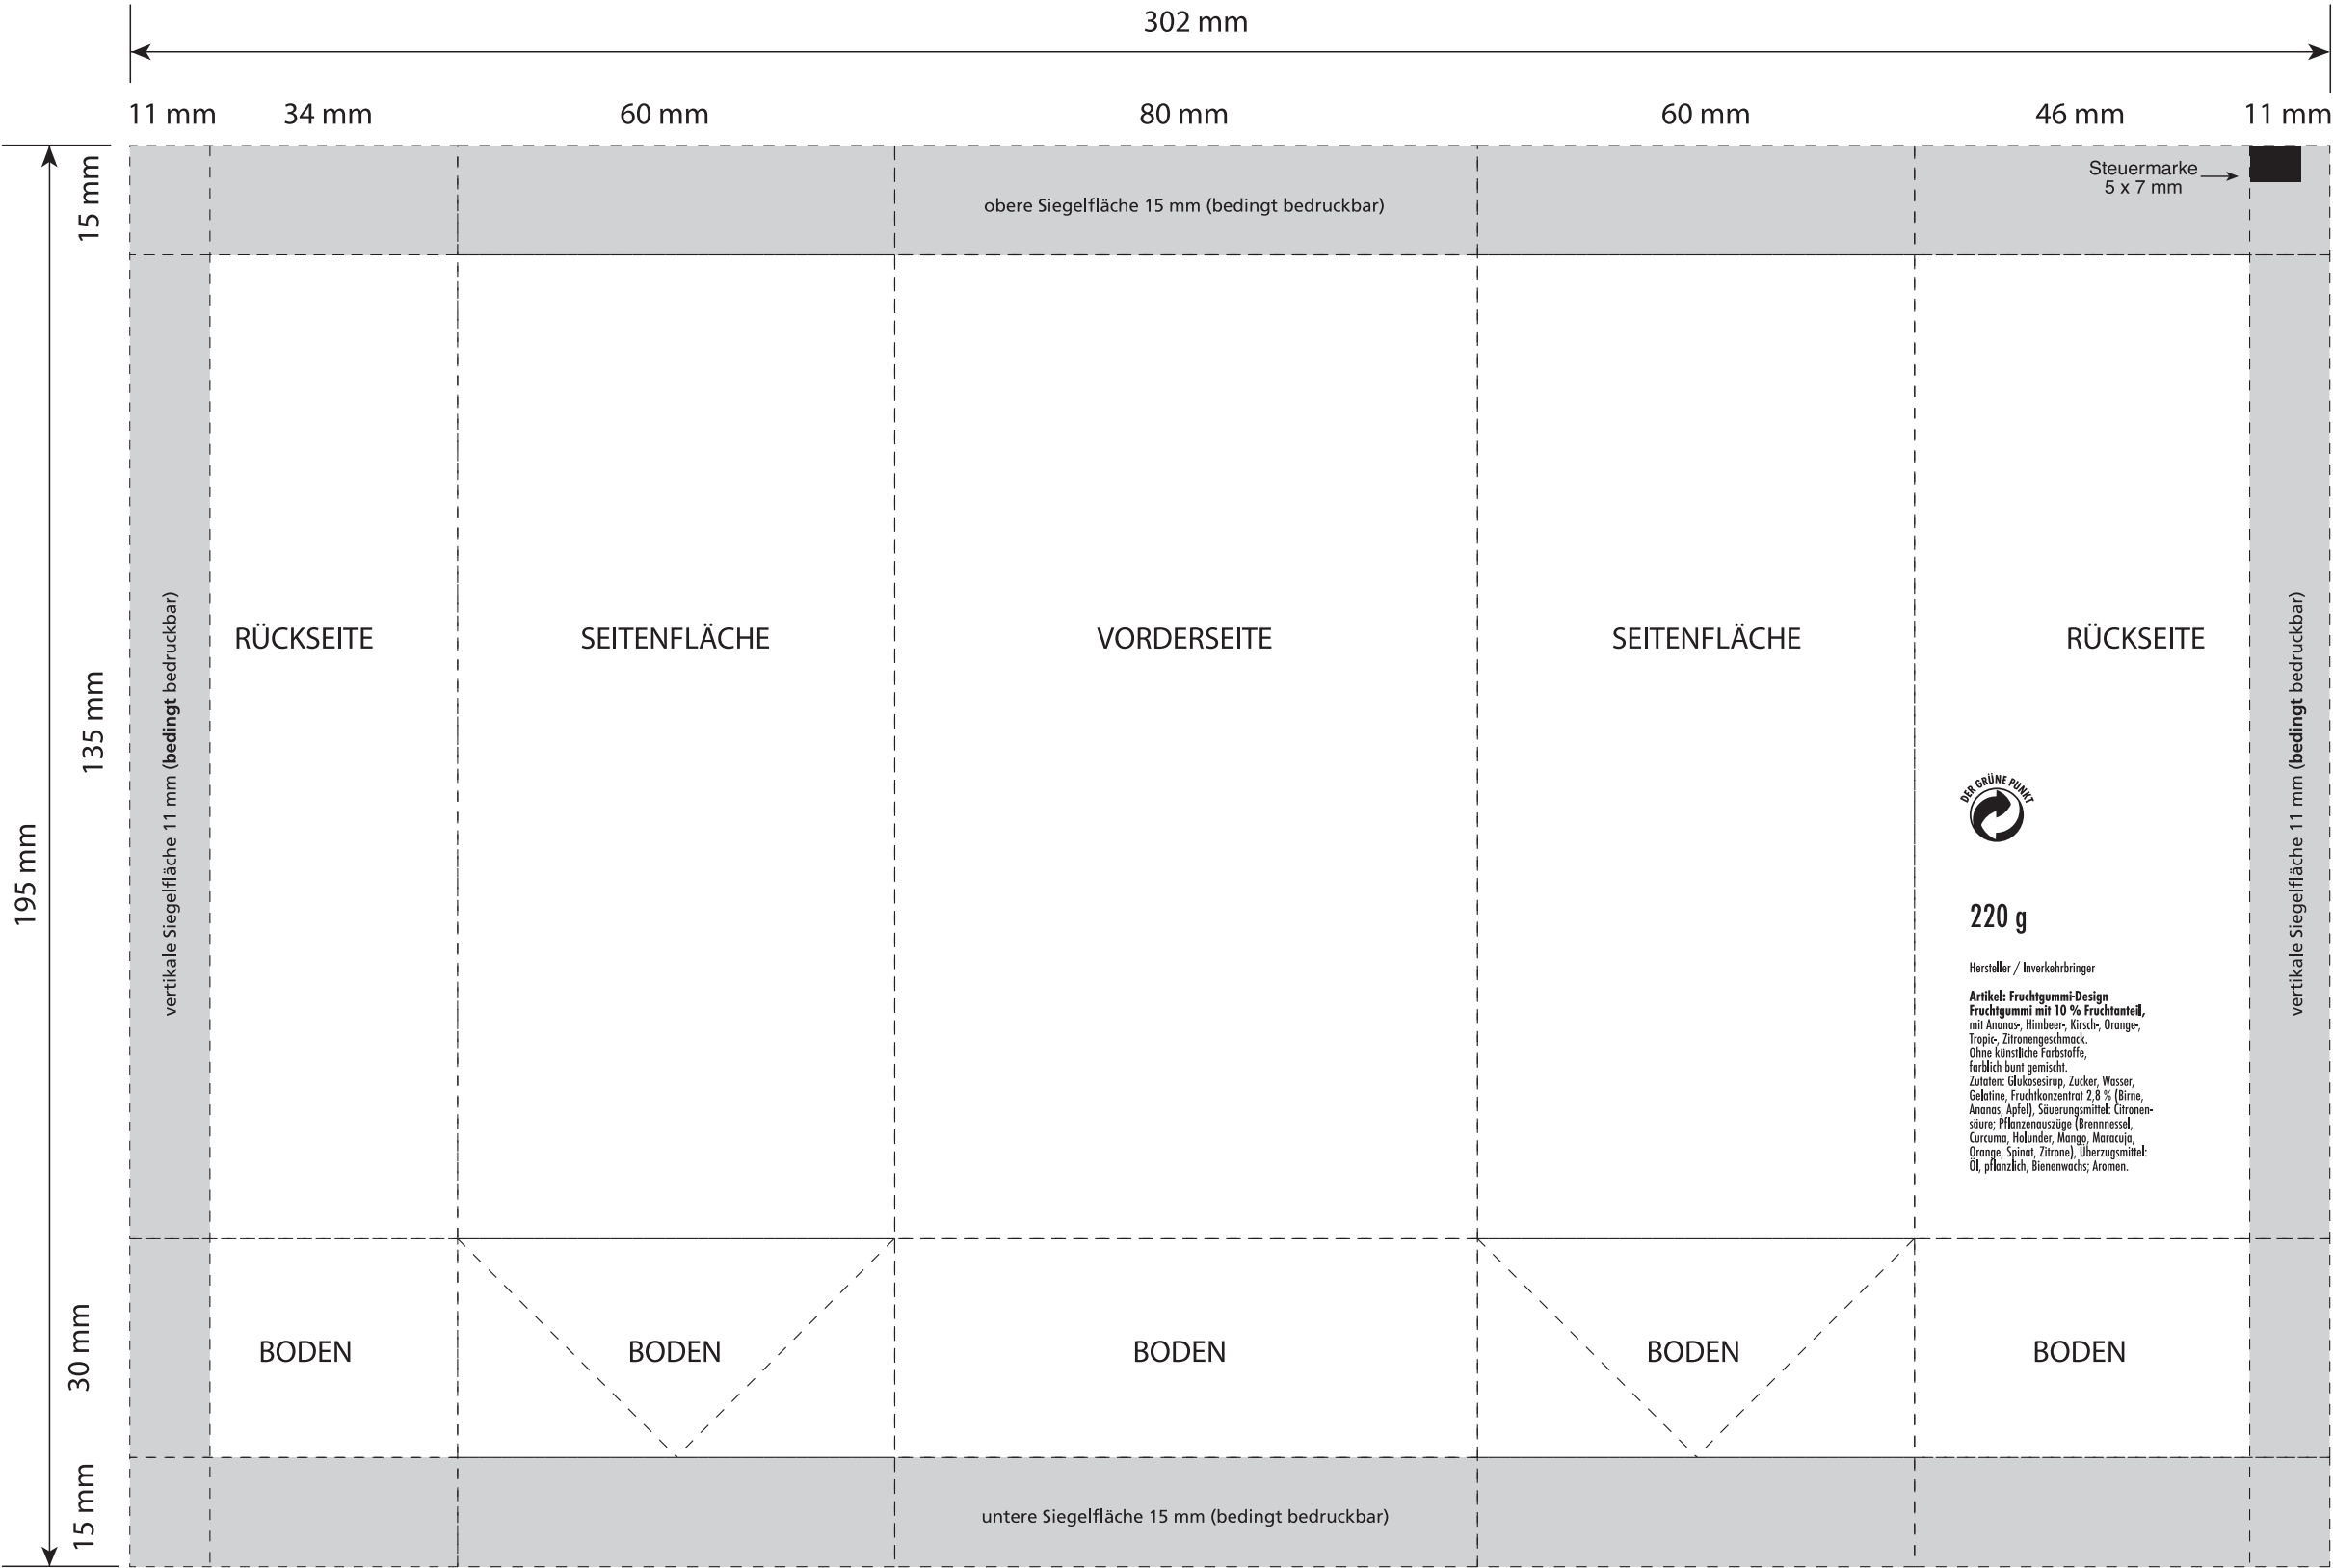 302 mm
11 mm
34 mm
60 mm
80 mm
60 mm
46 mm
11 mm
15 mm
135 mm
195 mm
30 mm
15 mm
obere Siegelfläche 15 mm (bedingt bedruckbar)
Steuermarke
5 x 7 mm
vertikale Siegelfläche 11 mm (bedingt bedruckbar)
RÜCKSEITE
SEITENFLÄCHE
VORDERSEITE
SEITENFLÄCHE
RÜCKSEITE
vertikale Siegelfläche 11 mm (bedingt bedruckbar)
DER GRÜNE PUNKT
220 g
Hersteller / Inverkehrbringer
Artikel: Fruchtgummi-Design
Fruchtgummi mit 10 % Fruchtanteil,
mit Ananas-, Himbeer-, Kirsch-, Orange-,
Tropic-, Zitronengeschmack.
Ohne künstliche Farbstoffe,
farblich bunt gemischt.
Zutaten: Glukosesirup, Zucker, Wasser,
Gelatine, Fruchtkonzentrat 2,8 % (Birne,
Ananas, Apfel), Säuerungsmittel: Citronen-
säure; Pflanzenauszüge (Brennnessel,
Curcuma, Holunder, Mango, Maracuja,
Orange, Spinat, Zitrone), Überzugsmittel:
Öl, pflanzlich, Bienenwachs; Aromen.
BODEN
BODEN
BODEN
BODEN
BODEN
untere Siegelfläche 15 mm (bedingt bedruckbar)